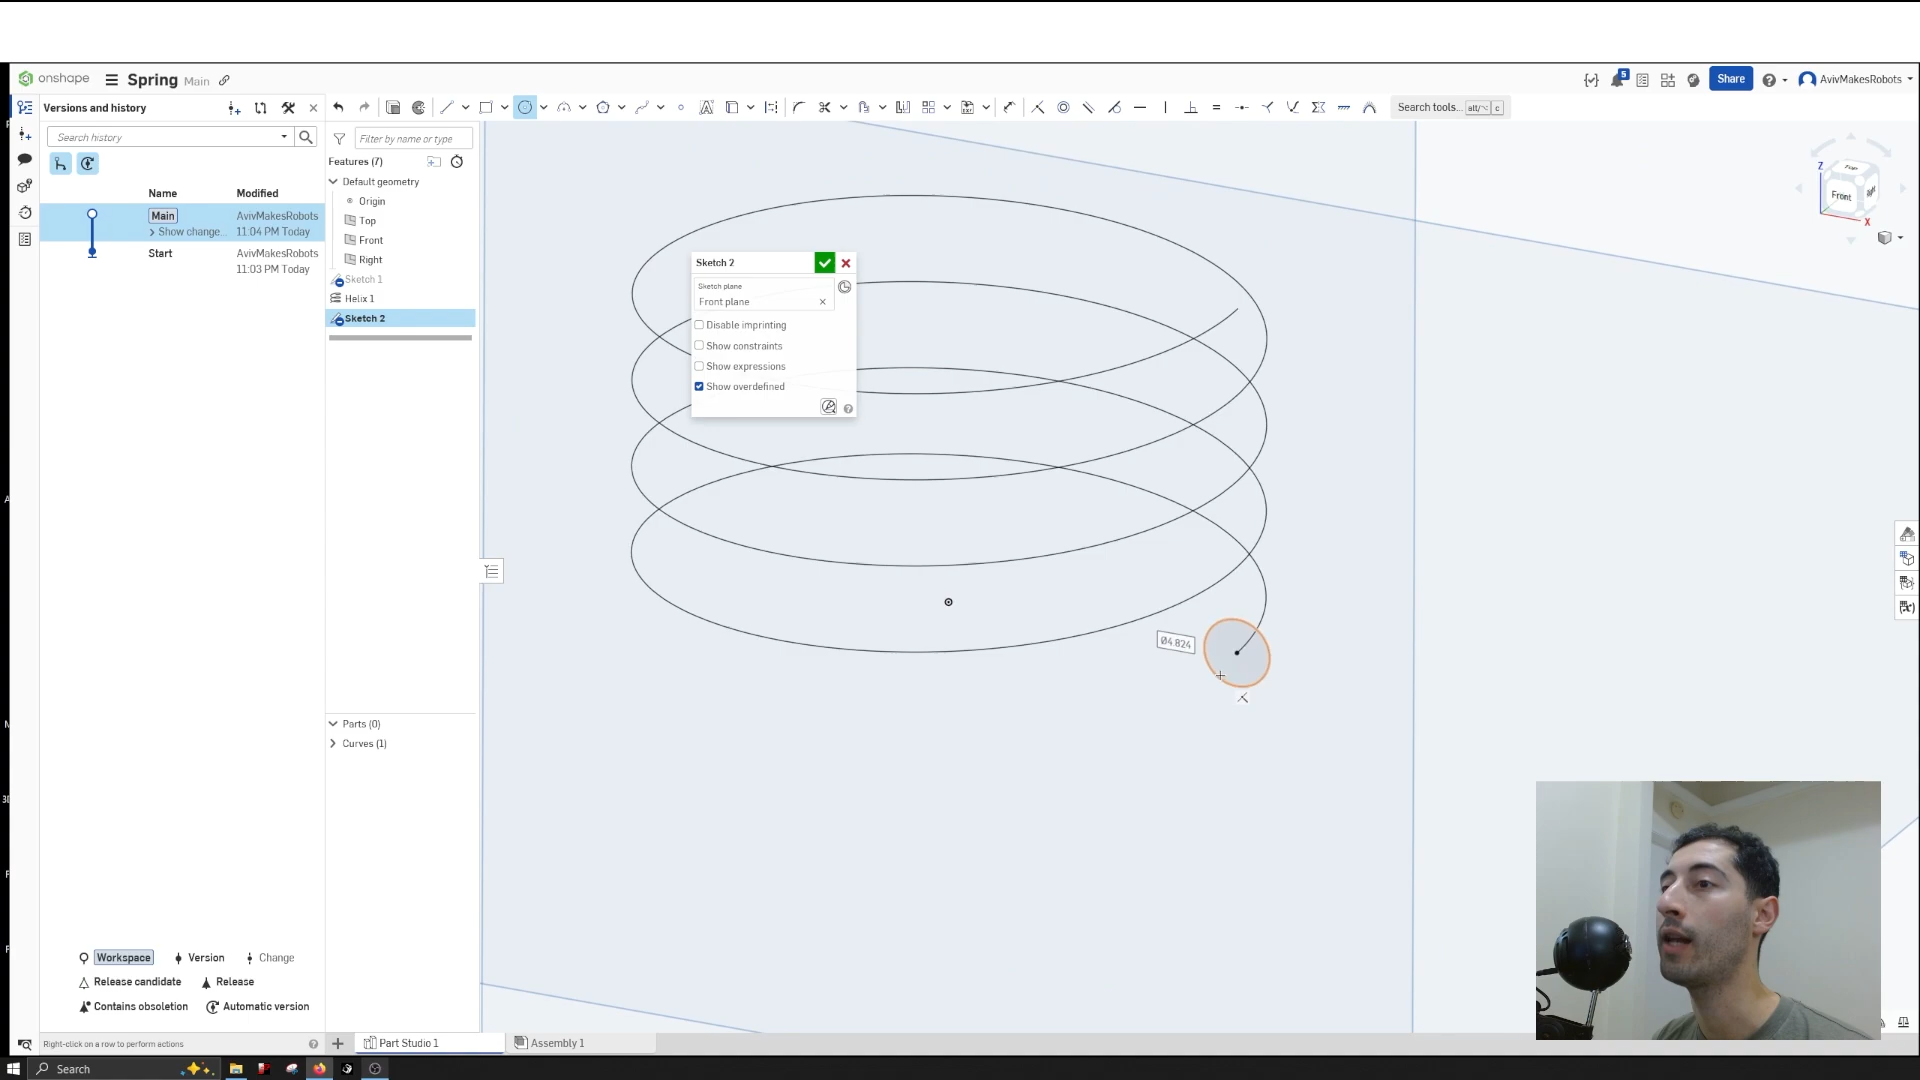 onshape
Spring Main
5
Share
AvivMakesRobots
Versions and history
Search tools... alt/⌥ c
Search history
Filter by name or type
Features (7)
Default geometry
Origin
Top
Front
Right
Sketch 1
Helix 1
Sketch 2
Name Modified
Main AvivMakesRobots
Show change... 11:04 PM Today
Start AvivMakesRobots
11:03 PM Today
Sketch 2
Sketch plane
Front plane
Disable imprinting
Show constraints
Show expressions
Show overdefined
Z
Top
Front
Right
X
Ø4.824
Parts (0)
Curves (1)
Workspace Version Change
Release candidate Release
Contains obsoletion Automatic version
Right-click on a row to perform actions
Part Studio 1
Assembly 1
Search